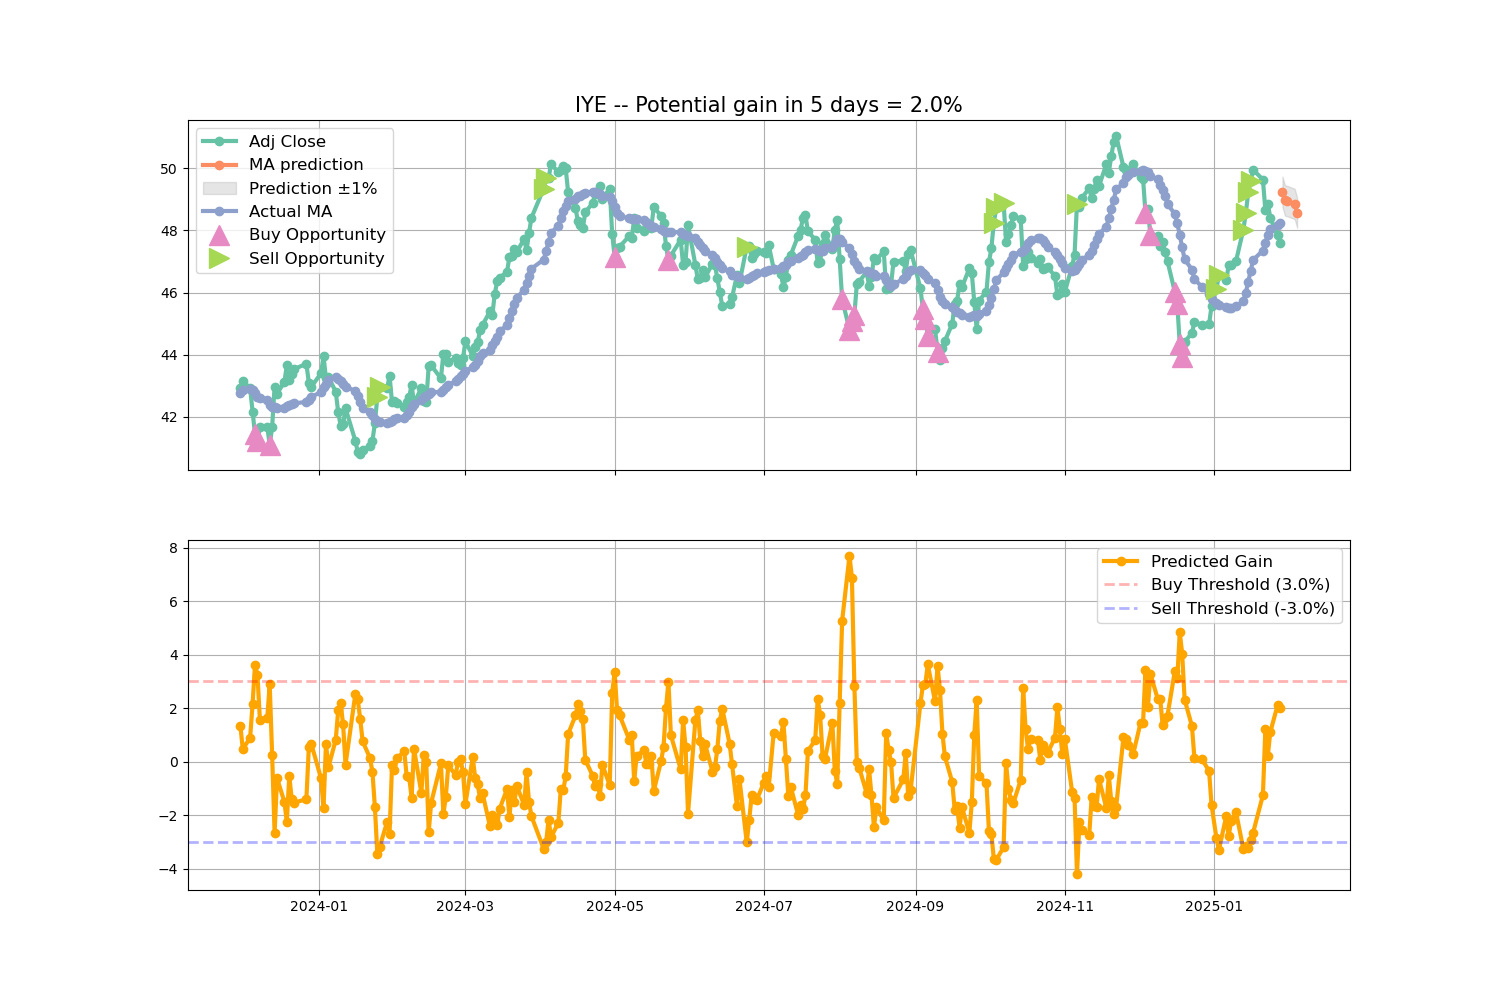 IYE -- Potential gain in 5 days = 2.0%
Adj Close
MA prediction
Prediction ±1%
Actual MA
Buy Opportunity
Sell Opportunity
50
48
46
44
42
Predicted Gain
Buy Threshold (3.0%)
Sell Threshold (-3.0%)
8
6
4
2
0
−2
−4
2024-01 2024-03 2024-05 2024-07 2024-09 2024-11 2025-01